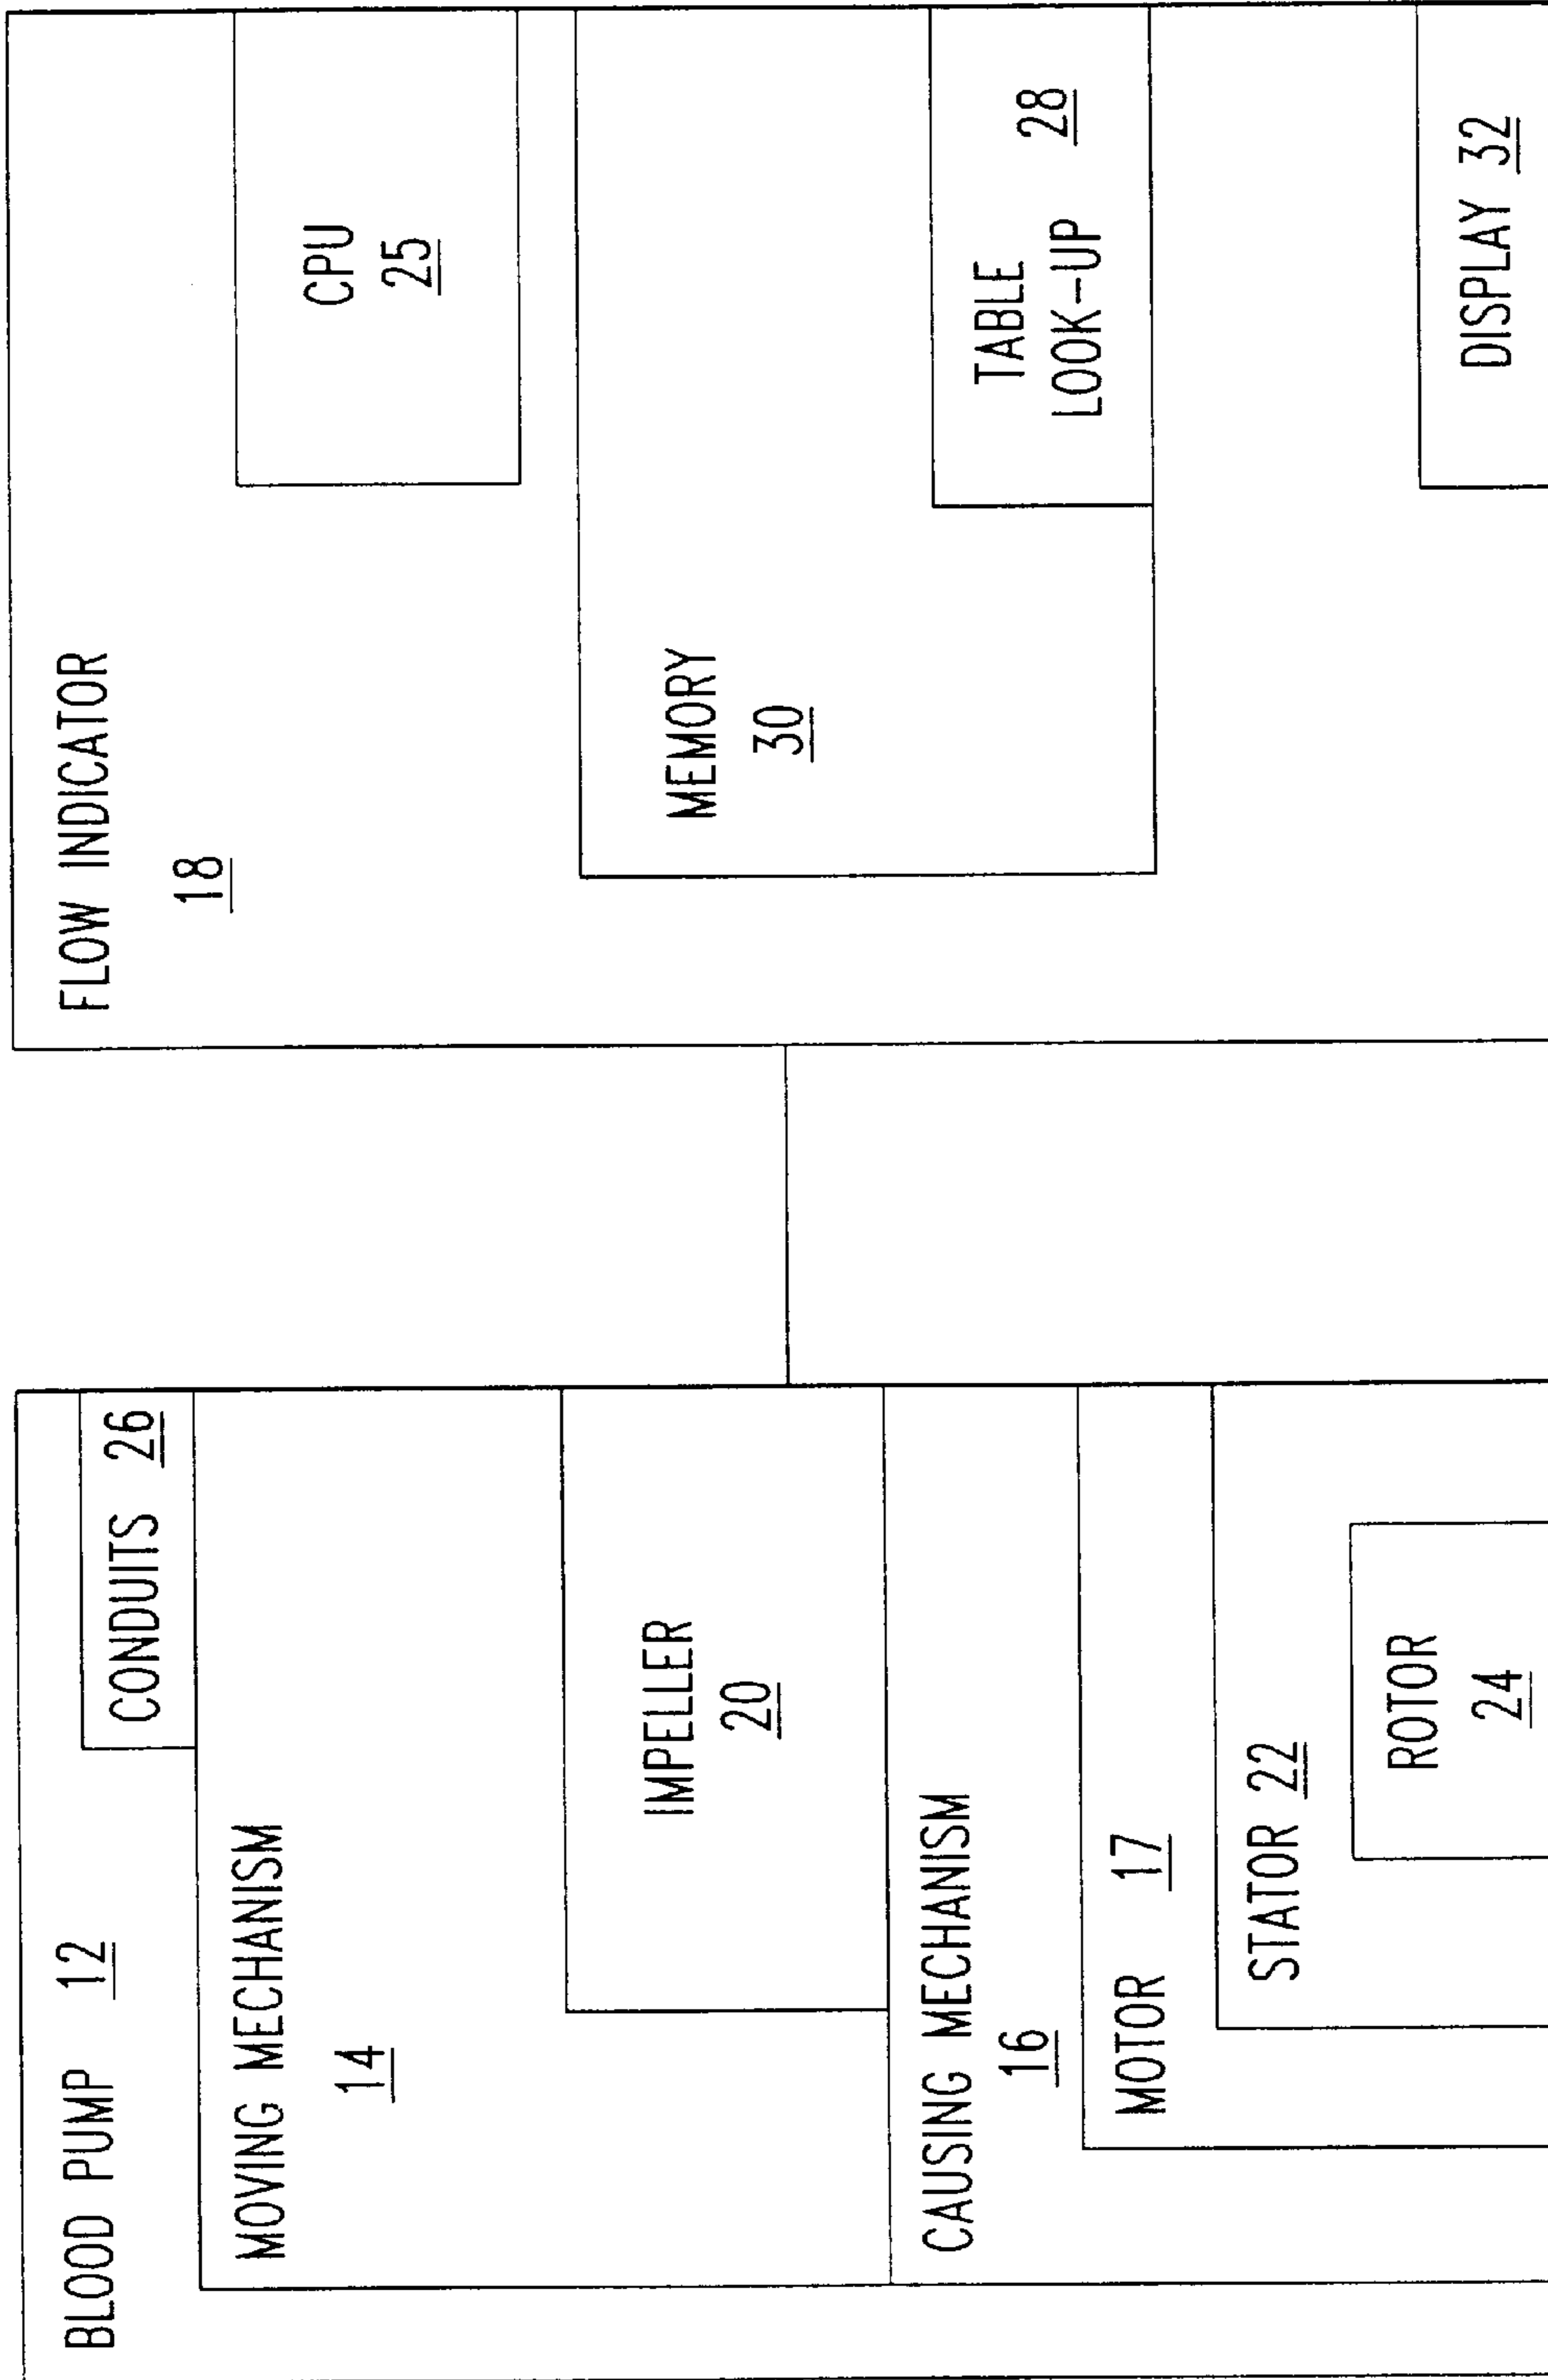 BLOOD PUMP 12
CONDUITS 26
MOVING MECHANISM
14
IMPELLER
20
CAUSING MECHANISM
16
MOTOR 17
STATOR 22
ROTOR
24
FLOW INDICATOR
18
CPU
25
MEMORY
30
TABLE
LOOK-UP 28
DISPLAY 32